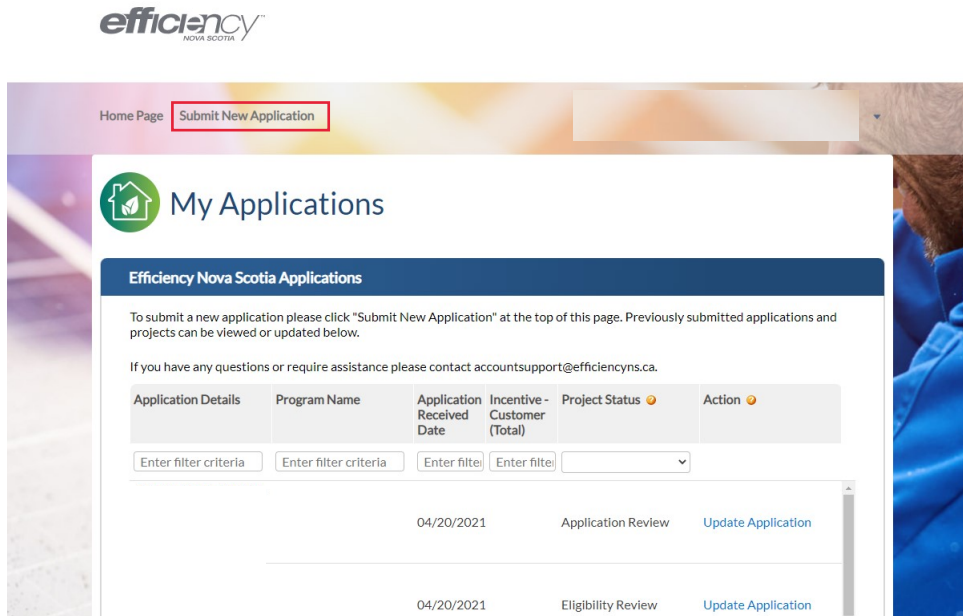 efficiency
NOVA SCOTIA
Home Page Submit New Application
My Applications
Efficiency Nova Scotia Applications
To submit a new application please click "Submit New Application" at the top of this page. Previously submitted applications and
projects can be viewed or updated below.
If you have any questions or require assistance please contact accountsupport@efficiencyns.ca.
Application Details Program Name Application Incentive - Project Status Action
Received Customer
Date (Total)
Enter filter criteria Enter filter criteria Enter filte Enter filte
04/20/2021 Application Review Update Application
04/20/2021 Eligibility Review Update Application